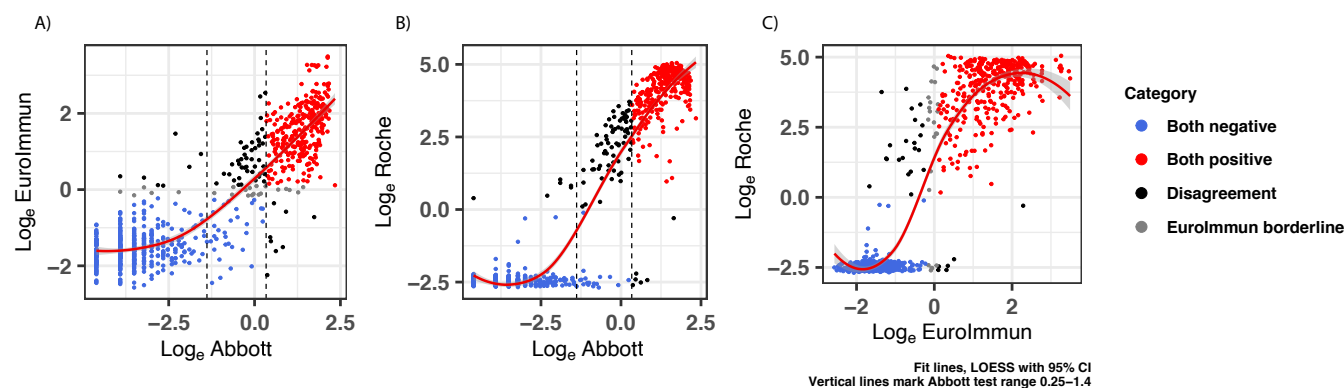 A)
Logₑ EuroImmun
2
0
−2
−2.5
0.0
2.5
Logₑ Abbott
B)
Logₑ Roche
5.0
2.5
0.0
−2.5
−2.5
0.0
2.5
Logₑ Abbott
C)
Logₑ Roche
5.0
2.5
0.0
−2.5
−2
0
2
Logₑ EuroImmun
Category
Both negative
Both positive
Disagreement
EuroImmun borderline
Fit lines, LOESS with 95% CI
Vertical lines mark Abbott test range 0.25−1.4